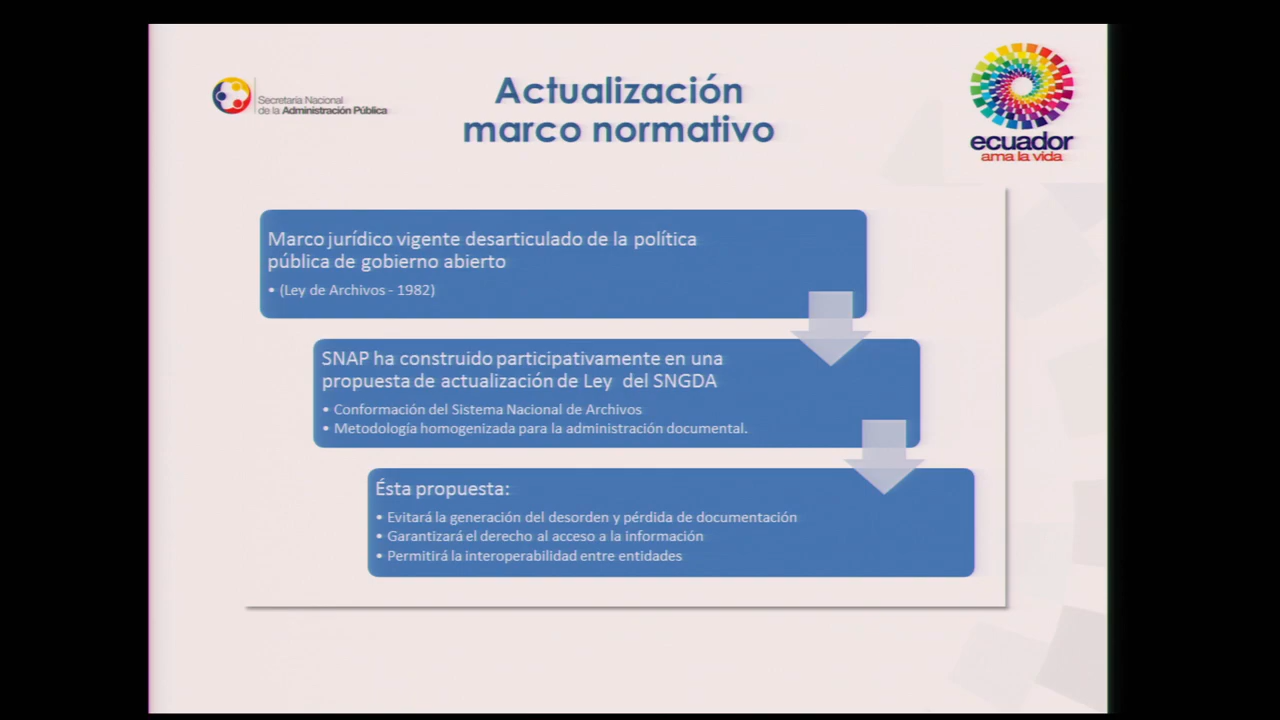 Secretaría Nacional
de la Administración Pública
Actualización
marco normativo
ecuador
ama la vida
Marco jurídico vigente desarticulado de la política
pública de gobierno abierto
• (Ley de Archivos - 1982)
SNAP ha construido participativamente en una
propuesta de actualización de Ley del SNGDA
• Conformación del Sistema Nacional de Archivos
• Metodología homogenizada para la administración documental.
Ésta propuesta:
• Evitará la generación del desorden y pérdida de documentación
• Garantizará el derecho al acceso a la información
• Permitirá la interoperabilidad entre entidades